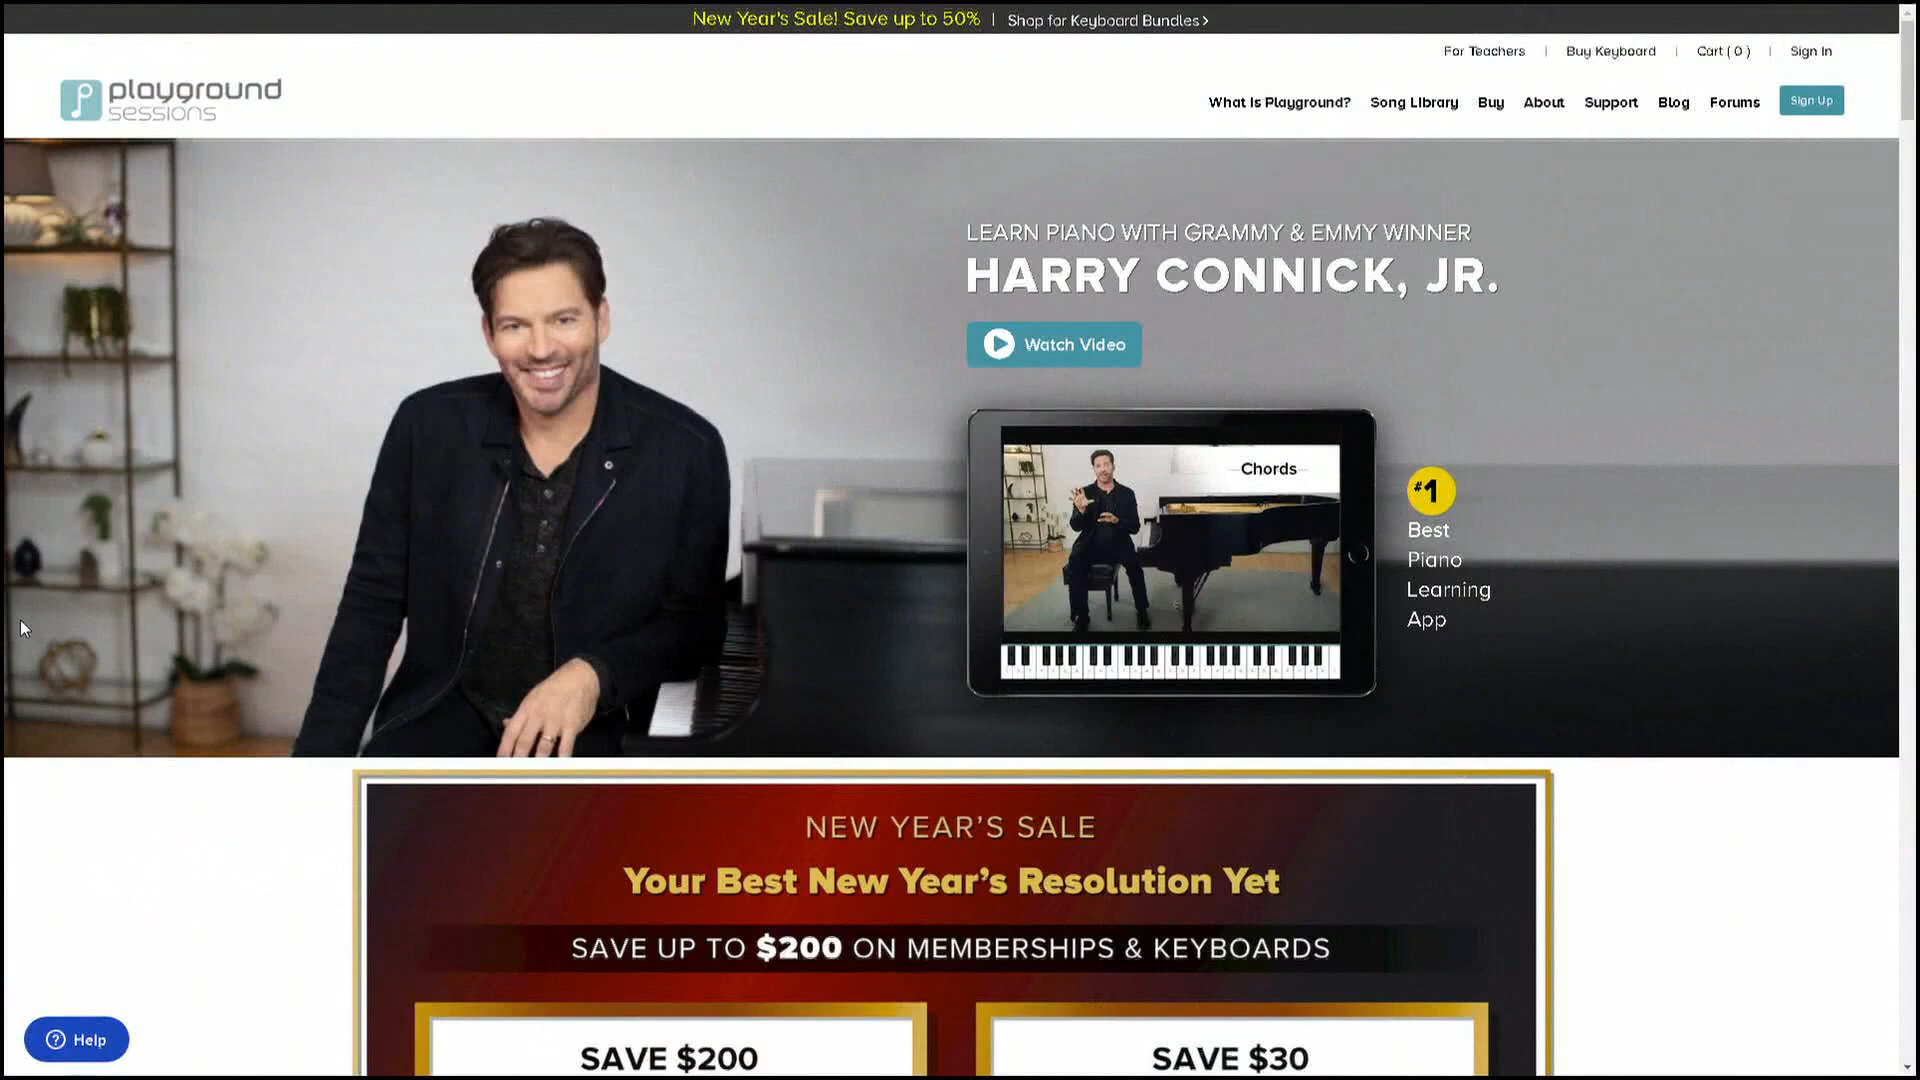 New Year's Sale! Save up to 50% | Shop for Keyboard Bundles >
For Teachers | Buy Keyboard | Cart ( 0 ) | Sign In
playground
sessions
What Is Playground? Song Library Buy About Support Blog Forums Sign Up
LEARN PIANO WITH GRAMMY & EMMY WINNER
HARRY CONNICK, JR.
Watch Video
Chords
#1
Best
Piano
Learning
App
NEW YEAR'S SALE
Your Best New Year's Resolution Yet
SAVE UP TO $200 ON MEMBERSHIPS & KEYBOARDS
SAVE $200 SAVE $30
? Help